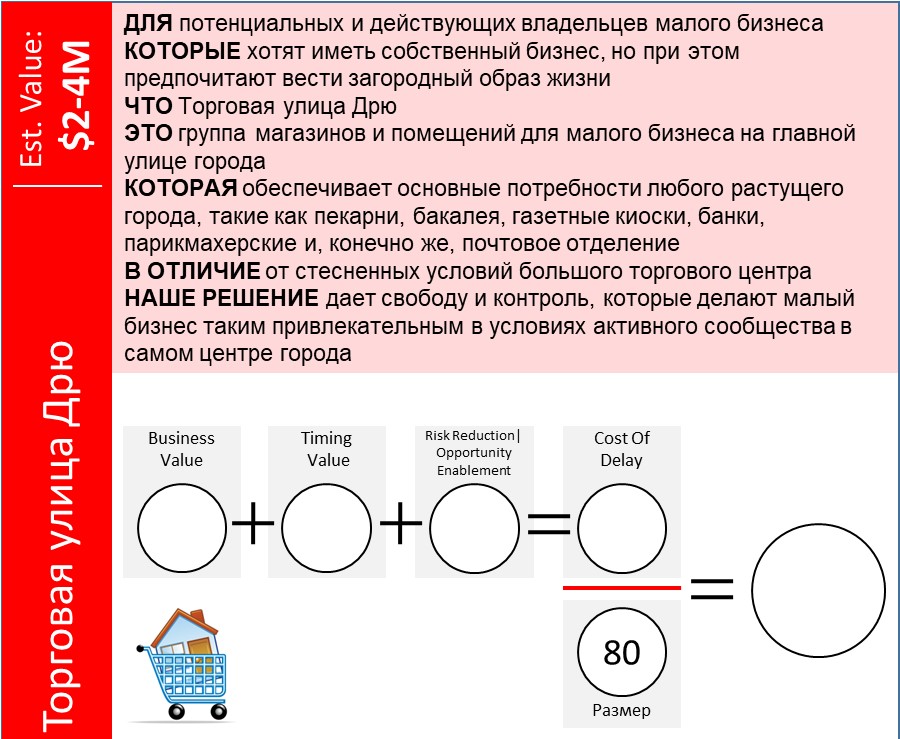 Est. Value:
$2-4M
Торговая улица Дрю
ДЛЯ потенциальных и действующих владельцев малого бизнеса
КОТОРЫЕ хотят иметь собственный бизнес, но при этом
предпочитают вести загородный образ жизни
ЧТО Торговая улица Дрю
ЭТО группа магазинов и помещений для малого бизнеса на главной
улице города
КОТОРАЯ обеспечивает основные потребности любого растущего
города, такие как пекарни, бакалея, газетные киоски, банки,
парикмахерские и, конечно же, почтовое отделение
В ОТЛИЧИЕ от стесненных условий большого торгового центра
НАШЕ РЕШЕНИЕ дает свободу и контроль, которые делают малый
бизнес таким привлекательным в условиях активного сообщества в
самом центре города
Business
Value
+
Timing
Value
+
Risk Reduction|
Opportunity
Enablement
=
Cost Of
Delay
=
80
Размер